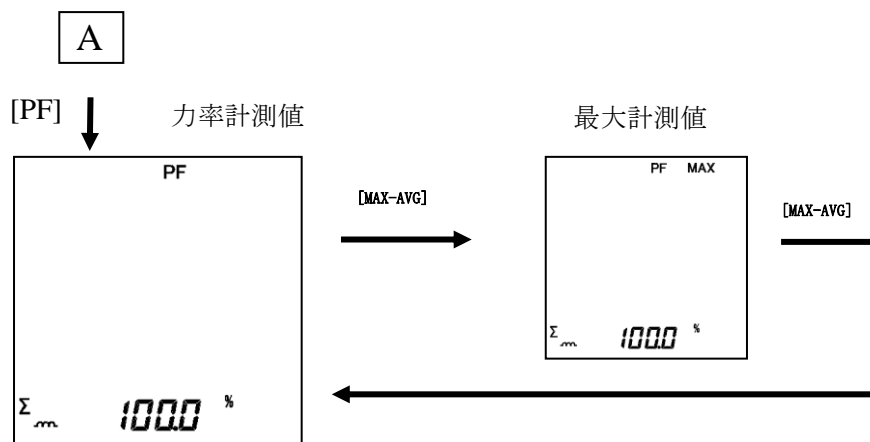 A
[PF]
力率計測値
最大計測値
PF
PF MAX
[MAX-AVG]
[MAX-AVG]
Σ 100.0 %
Σ 100.0 %